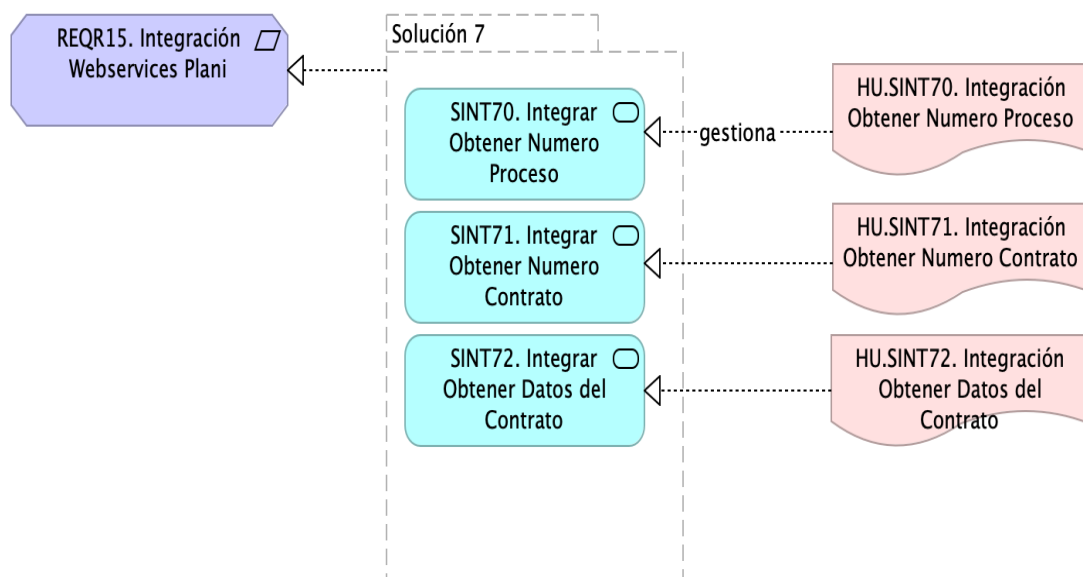 REQR15. Integración
Webservices Plani
Solución 7
SINT70. Integrar
Obtener Numero
Proceso
gestiona
HU.SINT70. Integración
Obtener Numero Proceso
SINT71. Integrar
Obtener Numero
Contrato
HU.SINT71. Integración
Obtener Numero Contrato
SINT72. Integrar
Obtener Datos del
Contrato
HU.SINT72. Integración
Obtener Datos del
Contrato